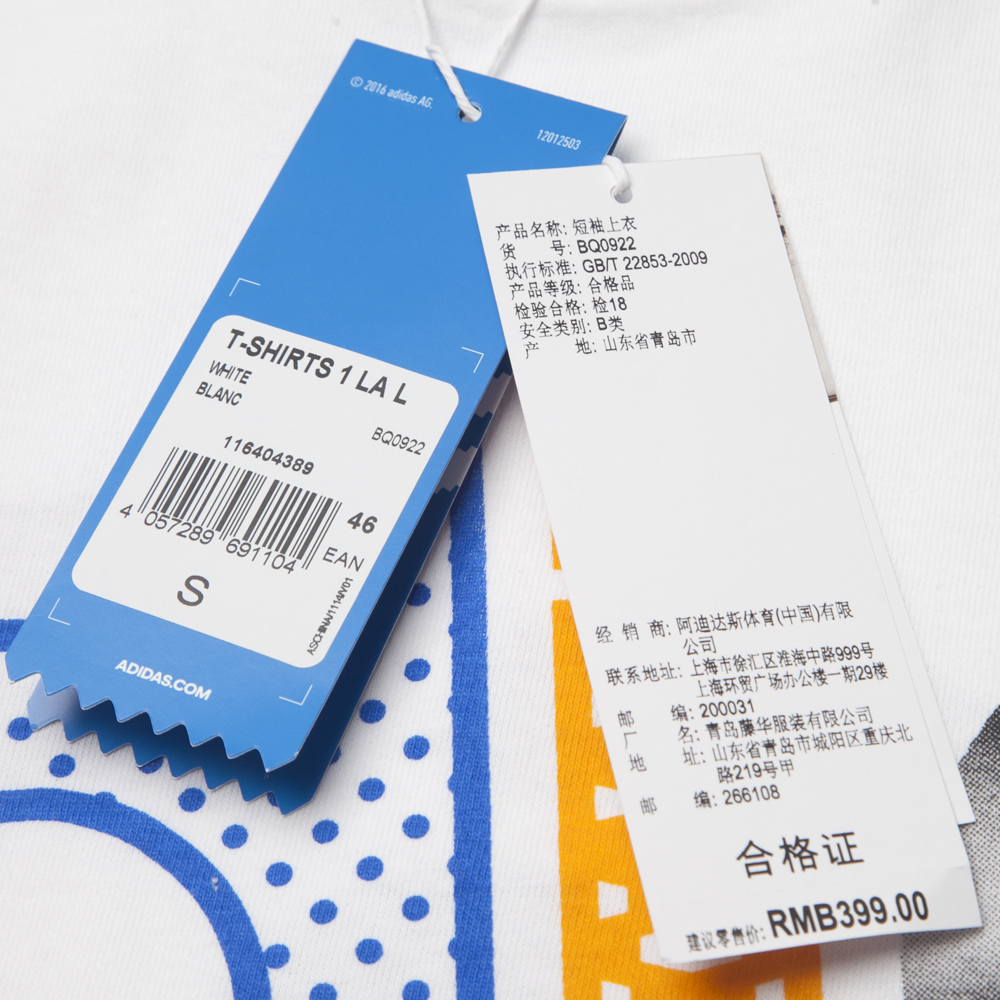 © 2016 adidas AG.
12012503
T-SHIRTS 1 LA L
WHITE
BLANC
BQ0922
116404389
4 057289 691104
46
EAN
S
ASCHINA/1114/V01
ADIDAS.COM
产品名称: 短袖上衣
货 号: BQ0922
执行标准: GB/T 22853-2009
产品等级: 合格品
检验合格: 检18
安全类别: B类
产 地: 山东省青岛市
经 销 商: 阿迪达斯体育(中国)有限
公司
联系地址: 上海市徐汇区淮海中路999号
上海环贸广场办公楼一期29楼
邮 编: 200031
厂 名: 青岛藤华服装有限公司
地 址: 山东省青岛市城阳区重庆北
路219号甲
邮 编: 266108
合格证
建议零售价: RMB399.00